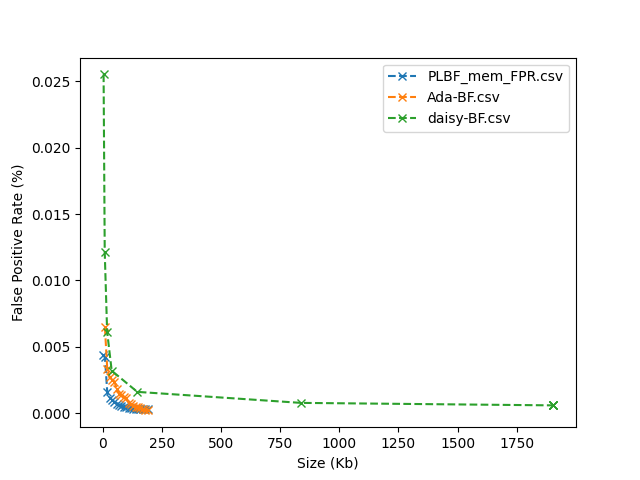 PLBF_mem_FPR.csv
Ada-BF.csv
daisy-BF.csv
False Positive Rate (%)
0.025
0.020
0.015
0.010
0.005
0.000
0 250 500 750 1000 1250 1500 1750
Size (Kb)